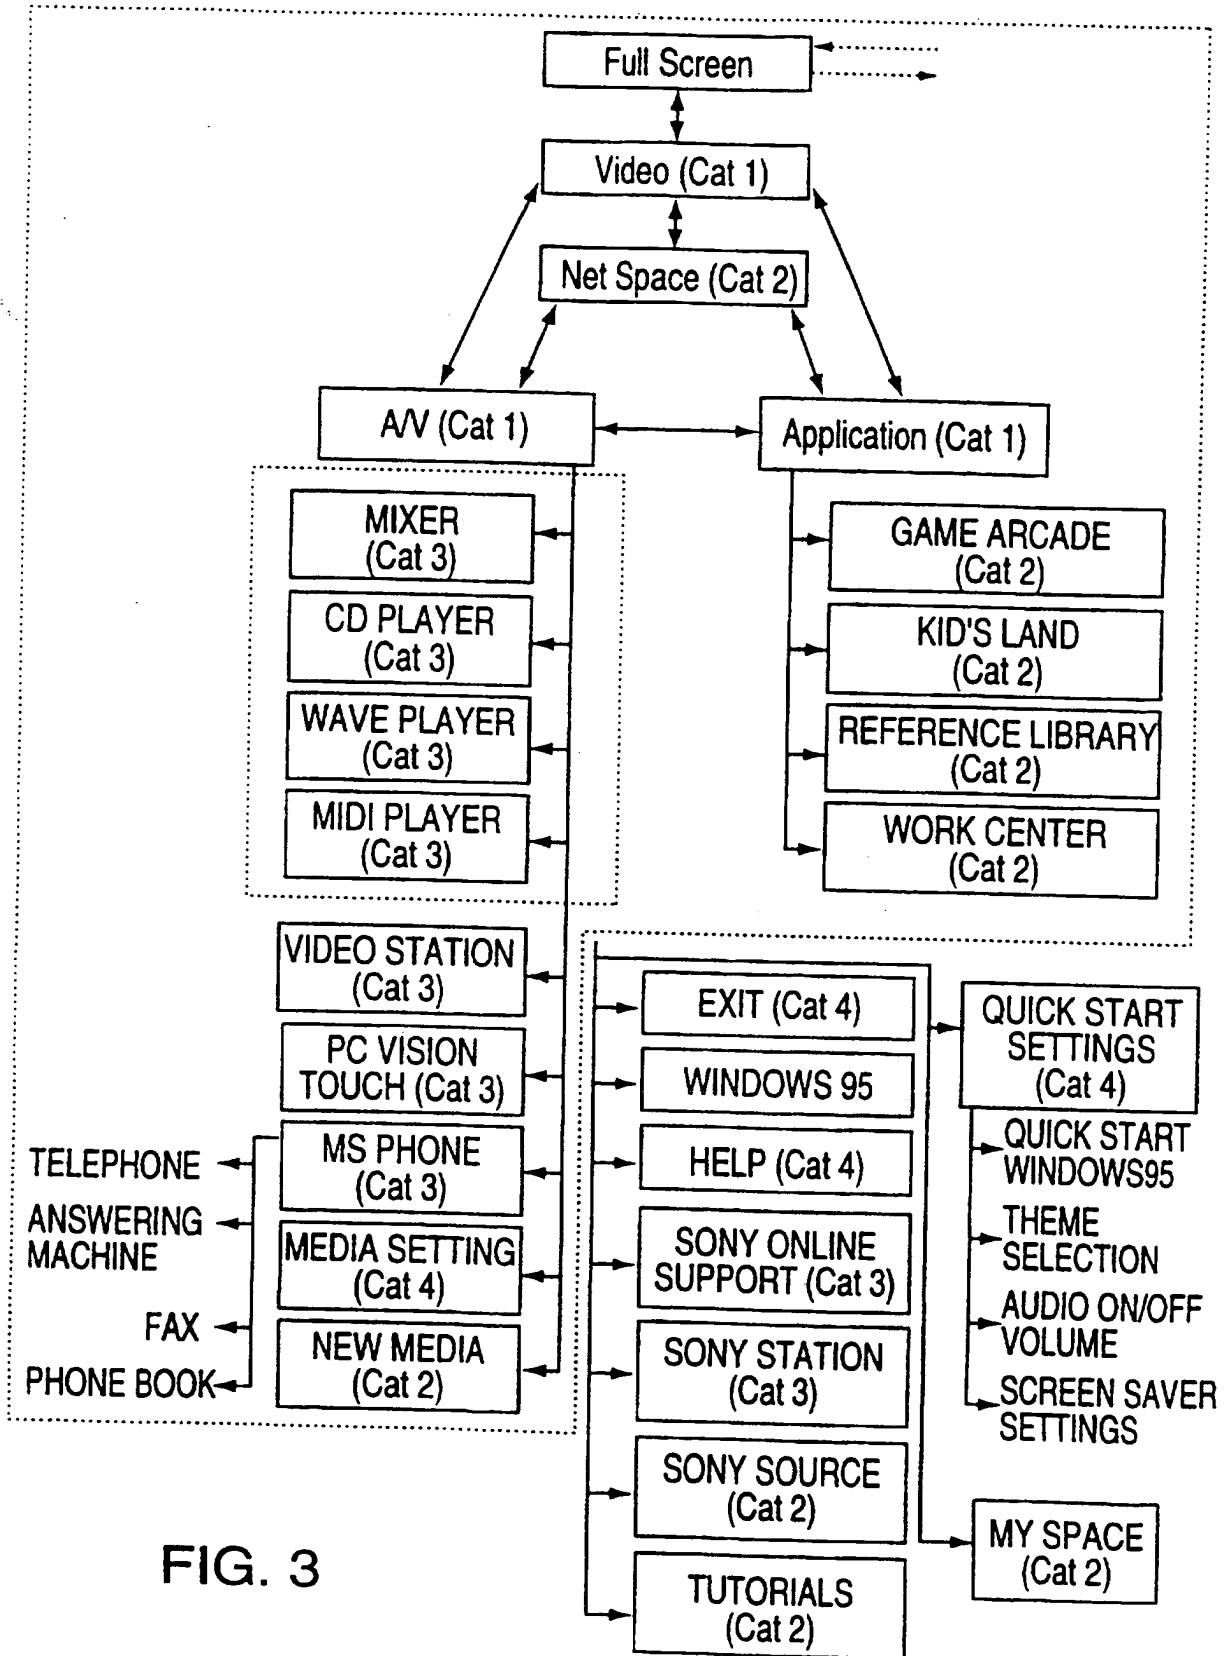 Full Screen
Video (Cat 1)
Net Space (Cat 2)
A/V (Cat 1)
Application (Cat 1)
MIXER
(Cat 3)
CD PLAYER
(Cat 3)
WAVE PLAYER
(Cat 3)
MIDI PLAYER
(Cat 3)
GAME ARCADE
(Cat 2)
KID'S LAND
(Cat 2)
REFERENCE LIBRARY
(Cat 2)
WORK CENTER
(Cat 2)
VIDEO STATION
(Cat 3)
PC VISION
TOUCH (Cat 3)
MS PHONE
(Cat 3)
MEDIA SETTING
(Cat 4)
NEW MEDIA
(Cat 2)
TELEPHONE
ANSWERING
MACHINE
FAX
PHONE BOOK
EXIT (Cat 4)
WINDOWS 95
HELP (Cat 4)
SONY ONLINE
SUPPORT (Cat 3)
SONY STATION
(Cat 3)
SONY SOURCE
(Cat 2)
TUTORIALS
(Cat 2)
QUICK START
SETTINGS
(Cat 4)
QUICK START
WINDOWS95
THEME
SELECTION
AUDIO ON/OFF
VOLUME
SCREEN SAVER
SETTINGS
MY SPACE
(Cat 2)
FIG. 3